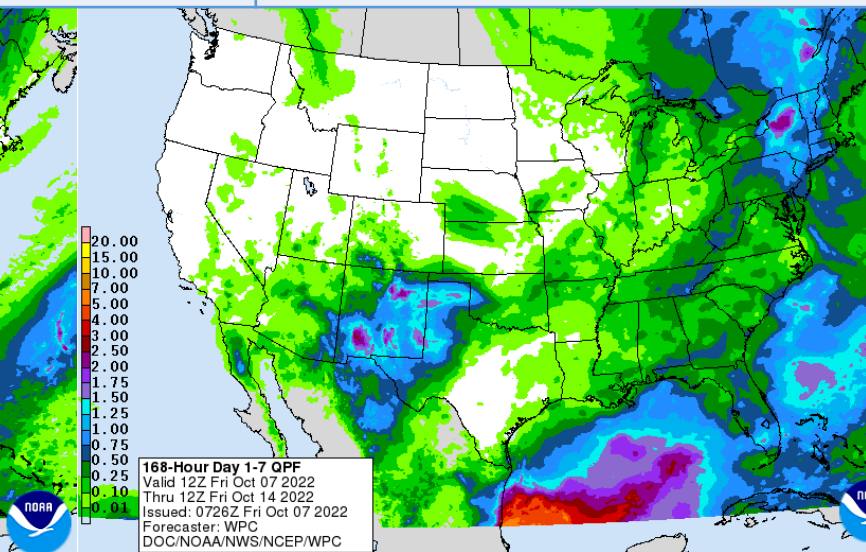 20.00
15.00
10.00
7.00
5.00
4.00
3.00
2.50
2.00
1.75
1.50
1.25
1.00
0.75
0.50
0.25
0.10
0.01
168-Hour Day 1-7 QPF
Valid 12Z Fri Oct 07 2022
Thru 12Z Fri Oct 14 2022
Issued: 0726Z Fri Oct 07 2022
Forecaster: WPC
DOC/NOAA/NWS/NCEP/WPC
NOAA